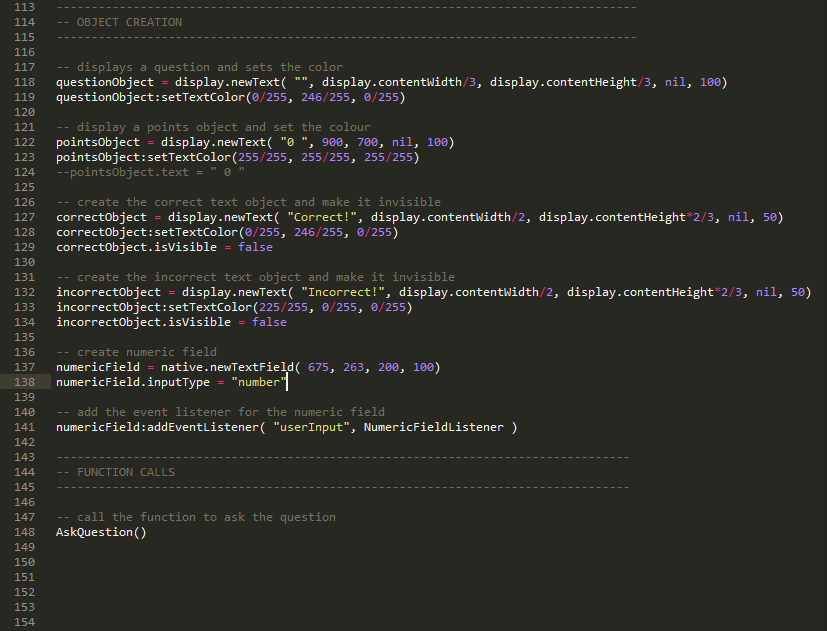 113 -----------------------------------------------------------------------------------
114 -- OBJECT CREATION
115 -----------------------------------------------------------------------------------
116
117 -- displays a question and sets the color
118 questionObject = display.newText( "", display.contentWidth/3, display.contentHeight/3, nil, 100)
119 questionObject:setTextColor(0/255, 246/255, 0/255)
120
121 -- display a points object and set the colour
122 pointsObject = display.newText( "0 ", 900, 700, nil, 100)
123 pointsObject:setTextColor(255/255, 255/255, 255/255)
124 --pointsObject.text = " 0 "
125
126 -- create the correct text object and make it invisible
127 correctObject = display.newText( "Correct!", display.contentWidth/2, display.contentHeight*2/3, nil, 50)
128 correctObject:setTextColor(0/255, 246/255, 0/255)
129 correctObject.isVisible = false
130
131 -- create the incorrect text object and make it invisible
132 incorrectObject = display.newText( "Incorrect!", display.contentWidth/2, display.contentHeight*2/3, nil, 50)
133 incorrectObject:setTextColor(225/255, 0/255, 0/255)
134 incorrectObject.isVisible = false
135
136 -- create numeric field
137 numericField = native.newTextField( 675, 263, 200, 100)
138 numericField.inputType = "number"
139
140 -- add the event listener for the numeric field
141 numericField:addEventListener( "userInput", NumericFieldListener )
142
143 ----------------------------------------------------------------------------------
144 -- FUNCTION CALLS
145 ----------------------------------------------------------------------------------
146
147 -- call the function to ask the question
148 AskQuestion()
149
150
151
152
153
154